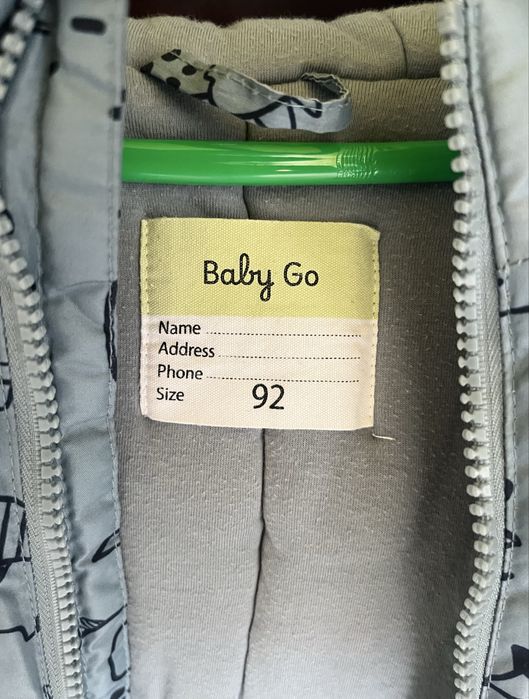 Baby Go
Name
Address
Phone
Size 92